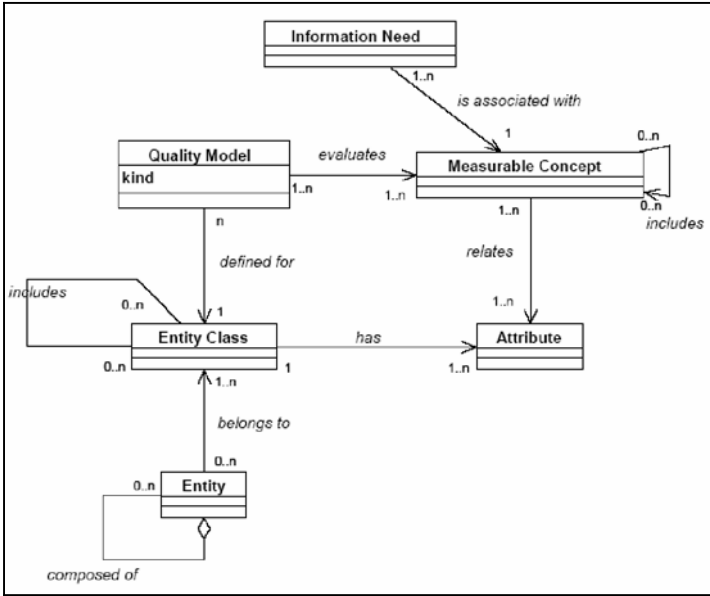 Information Need
1..n
is associated with
1
0..n
Quality Model
kind
evaluates
Measurable Concept
1..n
1..n
1..n
0..n
includes
n
defined for
relates
includes
0..n
1
1..n
Entity Class
has
Attribute
0..n
1..n
1
1..n
belongs to
0..n
0..n
Entity
composed of